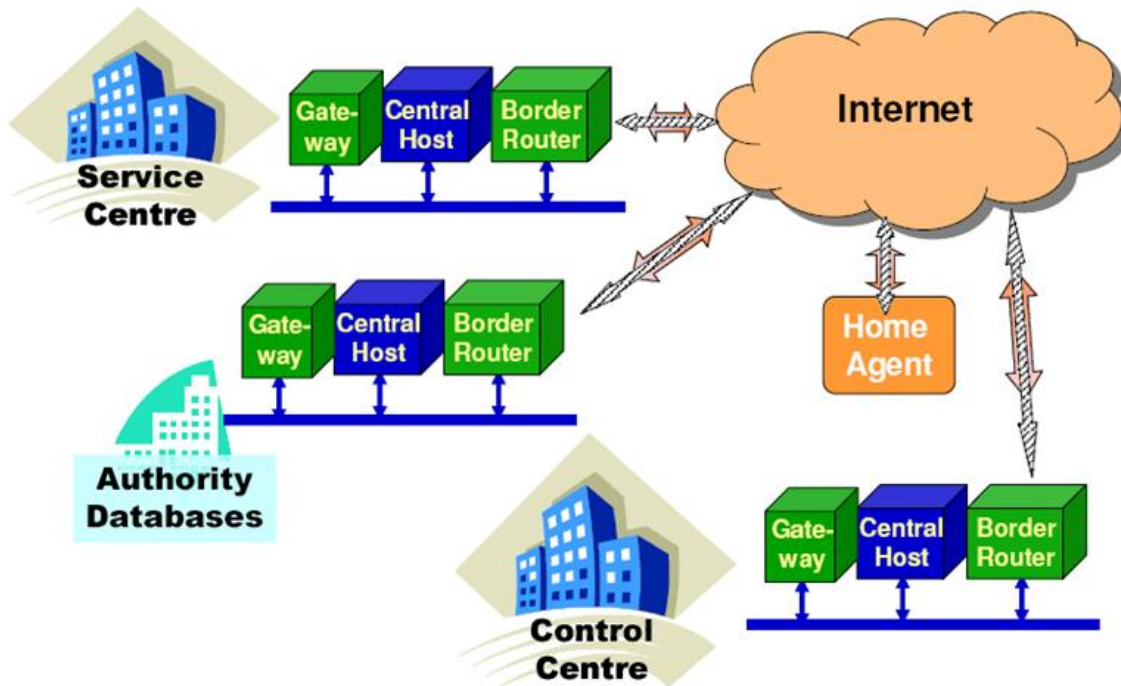 Gate-
way
Central
Host
Border
Router
Internet
Service
Centre
Gate-
way
Central
Host
Border
Router
Home
Agent
Authority
Databases
Gate-
way
Central
Host
Border
Router
Control
Centre